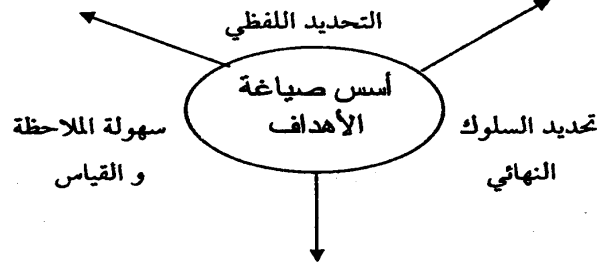 التحديد اللفظي
أسس صياغة
الأهداف
تحديد السلوك
النهائي
سهولة الملاحظة
و القياس